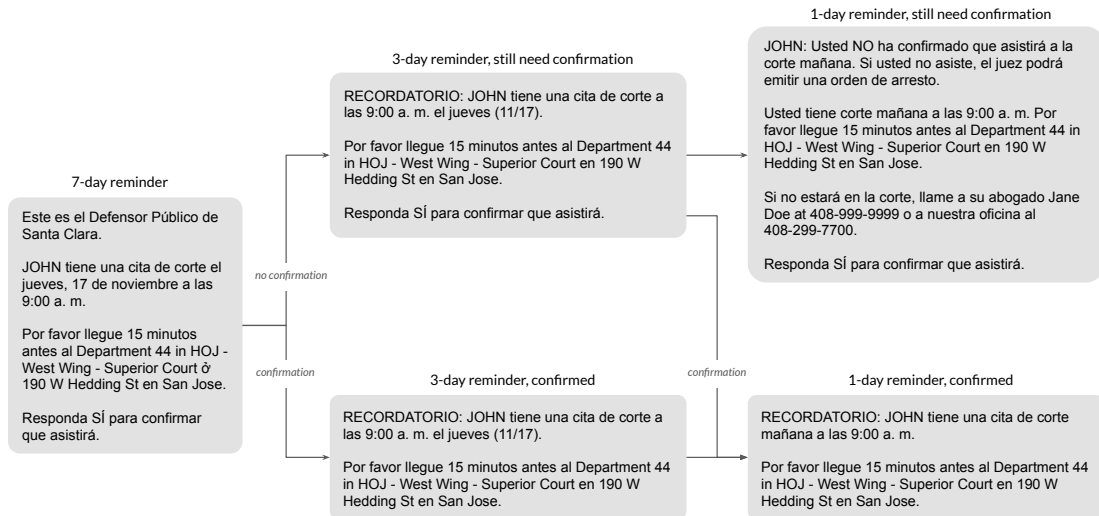 1-day reminder, still need confirmation
JOHN: Usted NO ha confirmado que asistirá a la
corte mañana. Si usted no asiste, el juez podrá
emitir una orden de arresto.
Usted tiene corte mañana a las 9:00 a. m. Por
favor llegue 15 minutos antes al Department 44
in HOJ - West Wing - Superior Court en 190 W
Hedding St en San Jose.
Si no estará en la corte, llame a su abogado Jane
Doe at 408-999-9999 o a nuestra oficina al
408-299-7700.
Responda SÍ para confirmar que asistirá.
3-day reminder, still need confirmation
RECORDATORIO: JOHN tiene una cita de corte a
las 9:00 a. m. el jueves (11/17).
Por favor llegue 15 minutos antes al Department 44
in HOJ - West Wing - Superior Court en 190 W
Hedding St en San Jose.
Responda SÍ para confirmar que asistirá.
7-day reminder
Este es el Defensor Público de
Santa Clara.
JOHN tiene una cita de corte el
jueves, 17 de noviembre a las
9:00 a. m.
Por favor llegue 15 minutos
antes al Department 44 in HOJ -
West Wing - Superior Court
190 W Hedding St en San Jose.
Responda SÍ para confirmar
que asistirá.
no confirmation
confirmation
3-day reminder, confirmed
RECORDATORIO: JOHN tiene una cita de corte a
las 9:00 a. m. el jueves (11/17).
Por favor llegue 15 minutos antes al Department 44
in HOJ - West Wing - Superior Court en 190 W
Hedding St en San Jose.
confirmation
1-day reminder, confirmed
RECORDATORIO: JOHN tiene una cita de corte
mañana a las 9:00 a. m.
Por favor llegue 15 minutos antes al Department 44
in HOJ - West Wing - Superior Court en 190 W
Hedding St en San Jose.